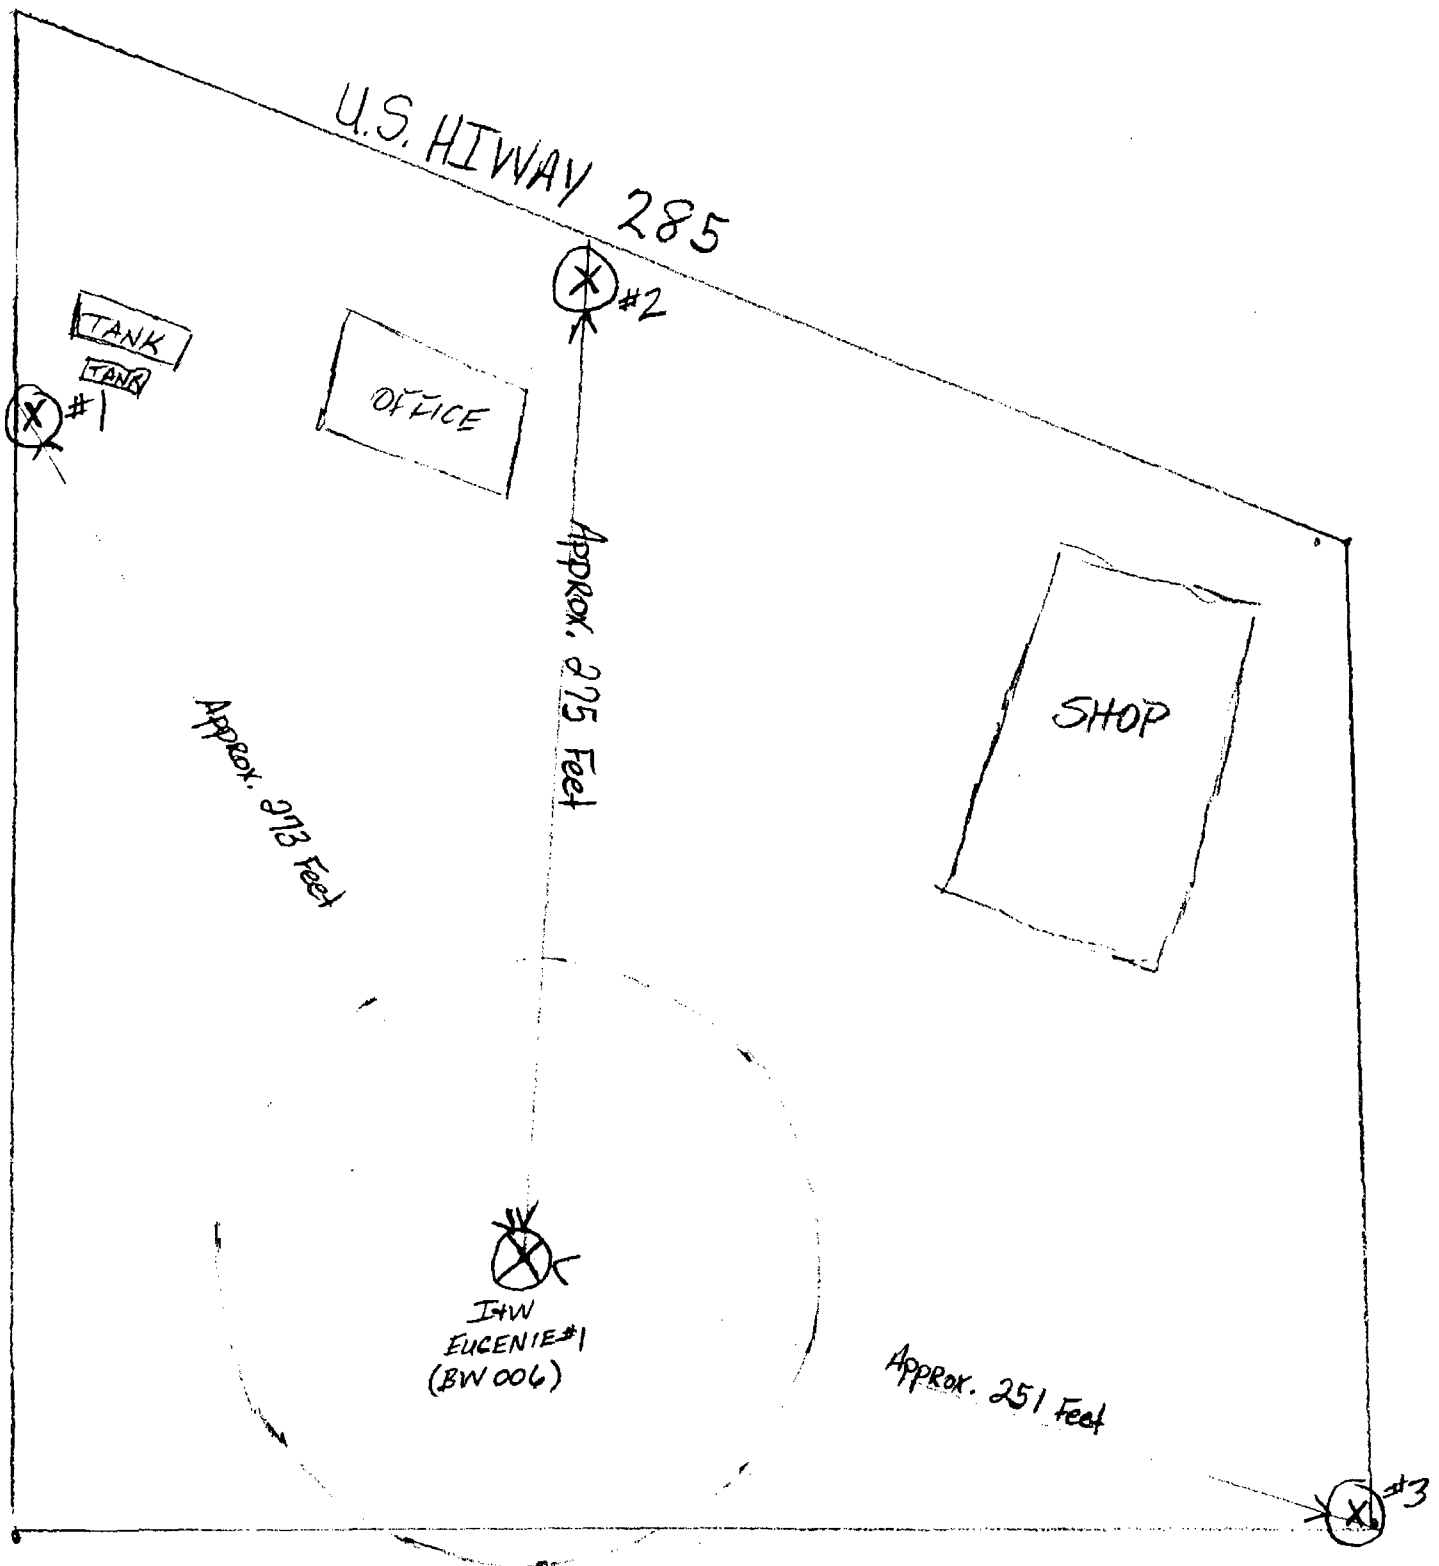 U.S. HIWAY 285
#2
TANK
TANK
#1
OFFICE
Approx. 275 Feet
SHOP
Approx. 273 Feet
I+W
EUGENIE #1
(BW 006)
Approx. 251 Feet
#3